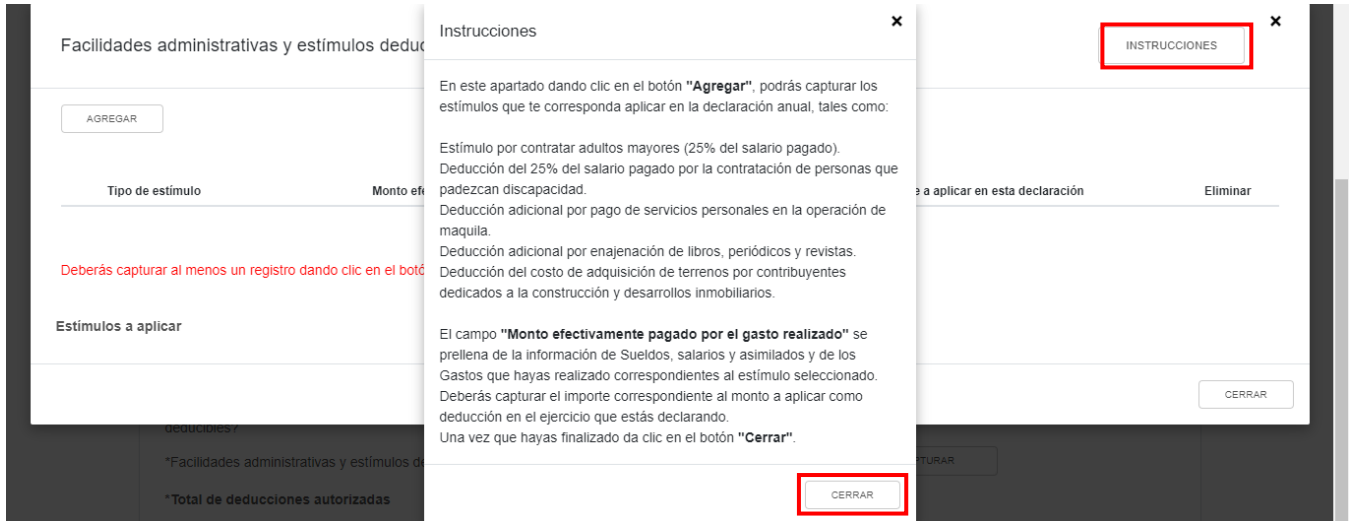 Facilidades administrativas y estímulos deduc
INSTRUCCIONES
×
AGREGAR
Tipo de estímulo
Monto efe
e a aplicar en esta declaración
Eliminar
Deberás capturar al menos un registro dando clic en el botó
Estímulos a aplicar
CERRAR
Instrucciones
×
En este apartado dando clic en el botón "Agregar", podrás capturar los
estímulos que te corresponda aplicar en la declaración anual, tales como:
Estímulo por contratar adultos mayores (25% del salario pagado).
Deducción del 25% del salario pagado por la contratación de personas que
padezcan discapacidad.
Deducción adicional por pago de servicios personales en la operación de
maquila.
Deducción adicional por enajenación de libros, periódicos y revistas.
Deducción del costo de adquisición de terrenos por contribuyentes
dedicados a la construcción y desarrollos inmobiliarios.
El campo "Monto efectivamente pagado por el gasto realizado" se
prellena de la información de Sueldos, salarios y asimilados y de los
Gastos que hayas realizado correspondientes al estímulo seleccionado.
Deberás capturar el importe correspondiente al monto a aplicar como
deducción en el ejercicio que estás declarando.
Una vez que hayas finalizado da clic en el botón "Cerrar".
CERRAR
deducibles?
*Facilidades administrativas y estímulos de
PTURAR
*Total de deducciones autorizadas